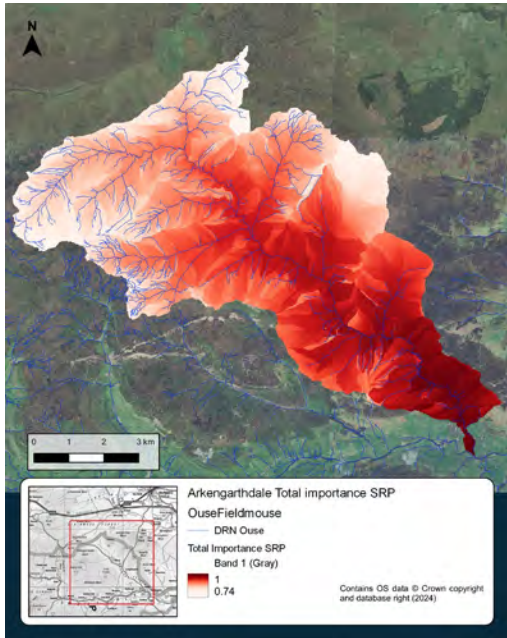 N
0 1 2 3 km
Arkengarthdale Total importance SRP
OuseFieldmouse
DRN Ouse
Total Importance SRP
Band 1 (Gray)
1
0.74
Contains OS data © Crown copyright
and database right (2024)